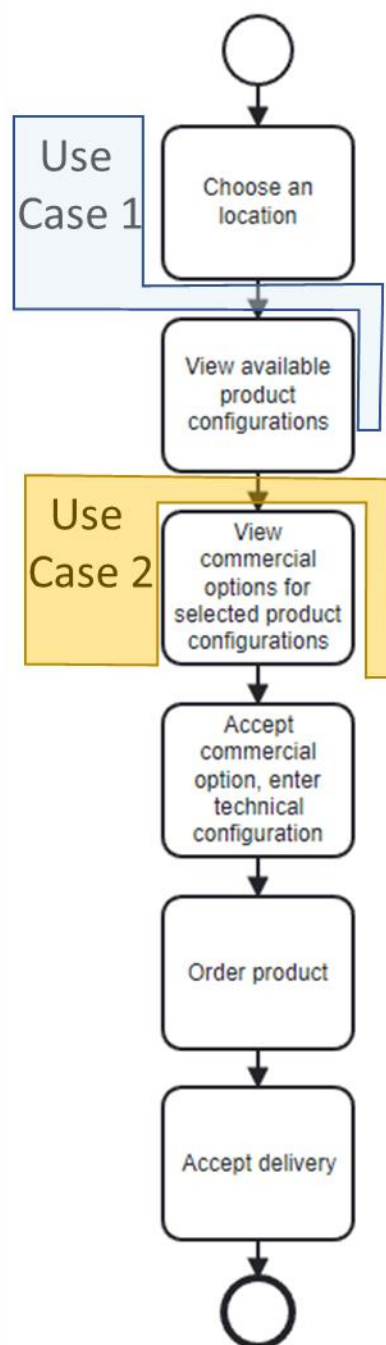 Use
Case 1
Choose an
location
View available
product
configurations
Use
Case 2
View
commercial
options for
selected product
configurations
Accept
commercial
option, enter
technical
configuration
Order product
Accept delivery